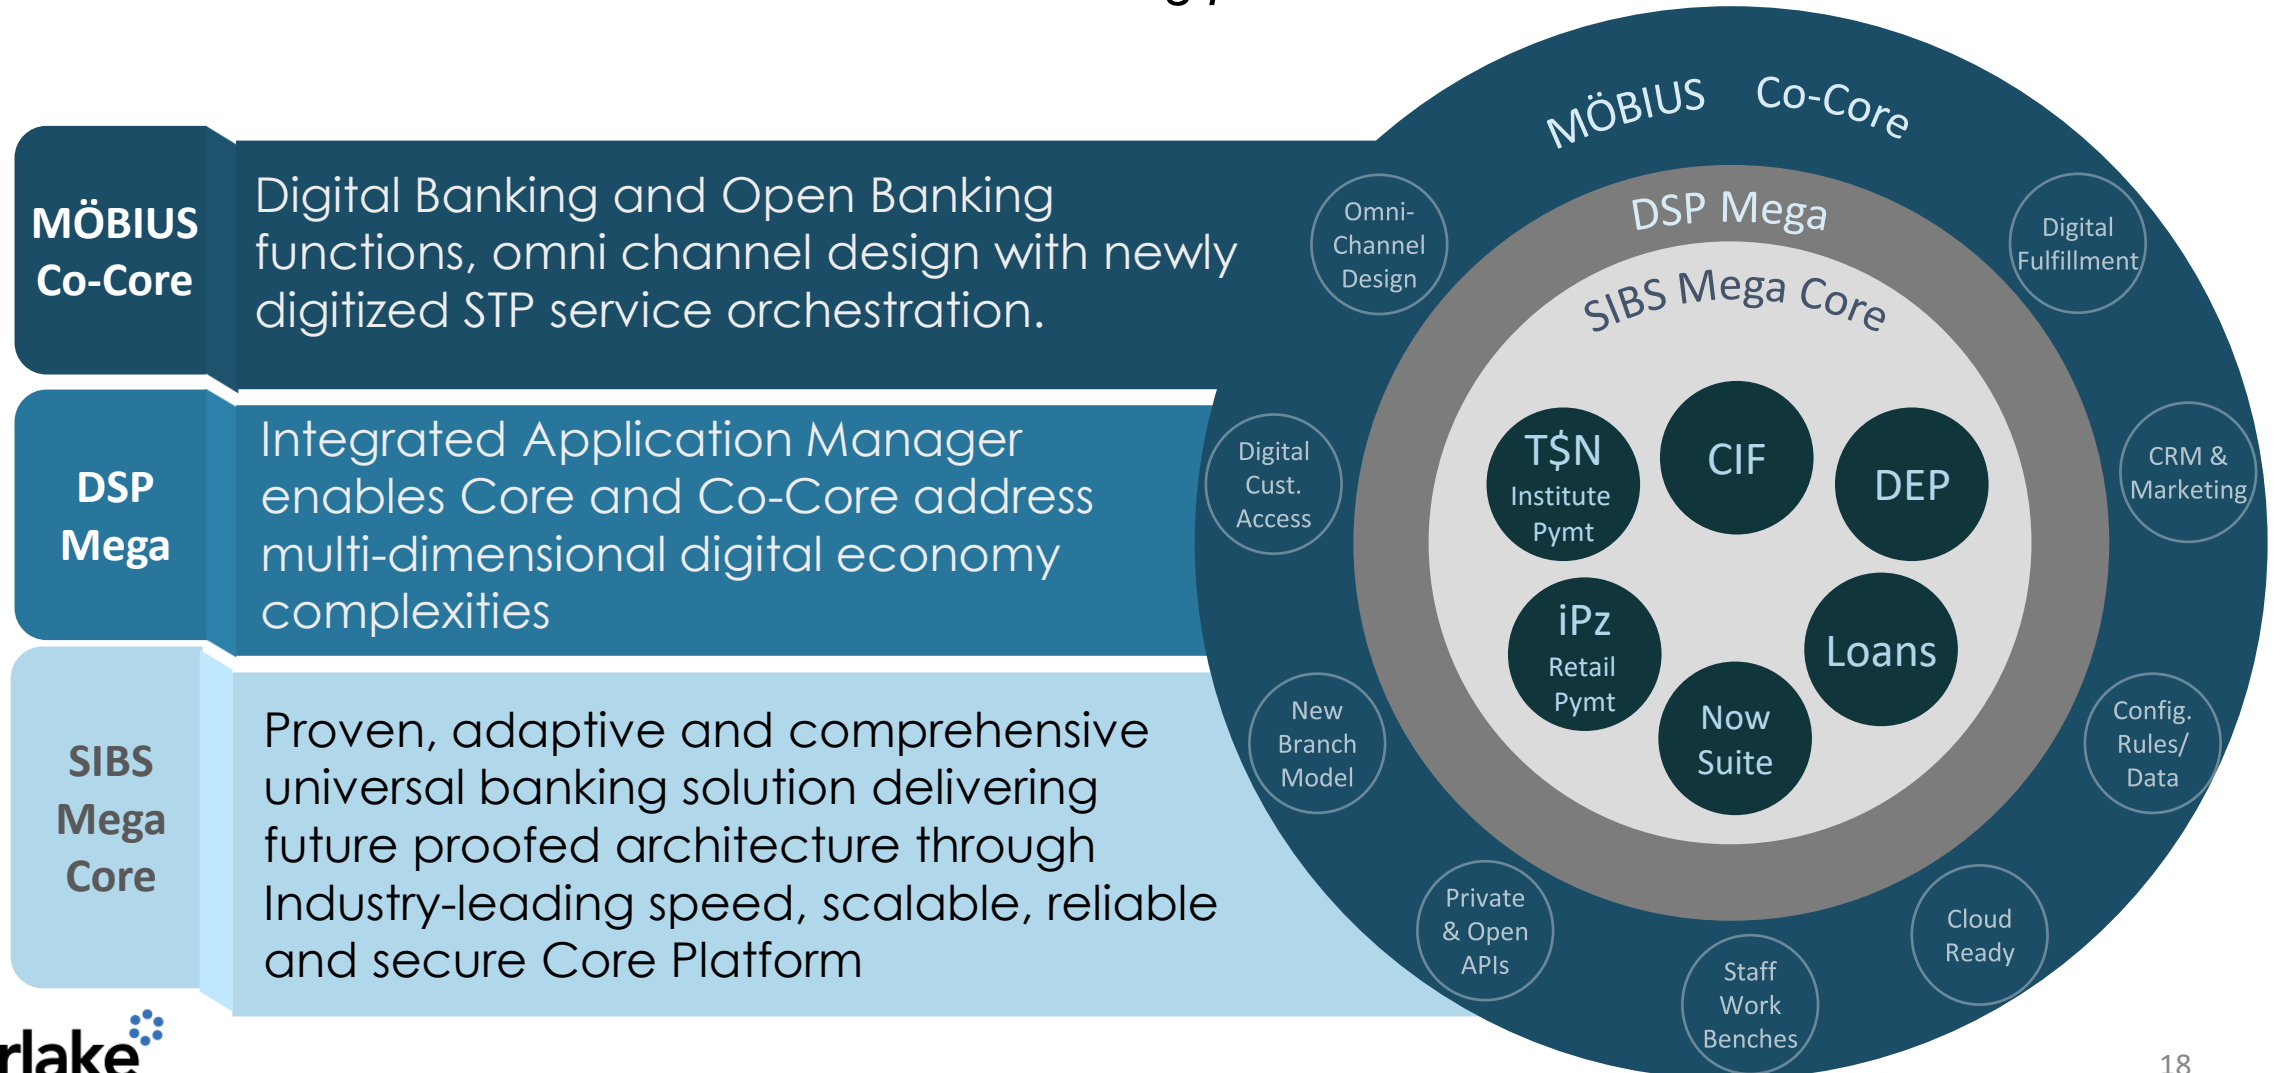 MÖBIUS
Co-Core
Digital Banking and Open Banking
functions, omni channel design with newly
digitized STP service orchestration.
DSP
Mega
Integrated Application Manager
enables Core and Co-Core address
multi-dimensional digital economy
complexities
SIBS
Mega
Core
Proven, adaptive and comprehensive
universal banking solution delivering
future proofed architecture through
Industry-leading speed, scalable, reliable
and secure Core Platform
MÖBIUS Co-Core
DSP Mega
SIBS Mega Core
Omni-
Channel
Design
Digital
Fulfillment
Digital
Cust.
Access
CRM &
Marketing
New
Branch
Model
Config.
Rules/
Data
Private
& Open
APIs
Staff
Work
Benches
Cloud
Ready
T$N
Institute
Pymt
CIF
DEP
iPz
Retail
Pymt
Now
Suite
Loans
rlake
18